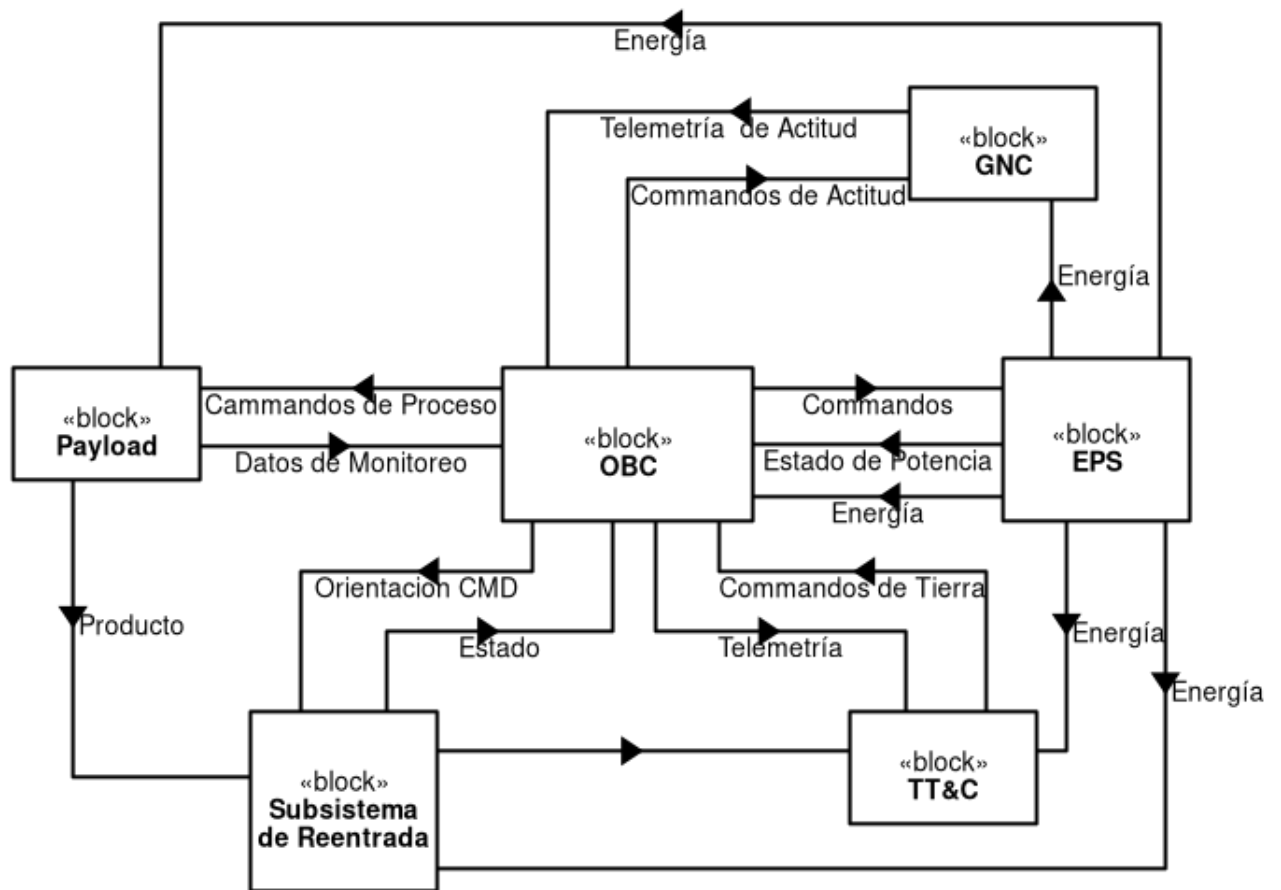 Energía
Telemetría  de Actitud
«block»
GNC
Commandos de Actitud
Energía
«block»
Payload
Cammandos de Proceso
Datos de Monitoreo
«block»
OBC
Commandos
Estado de Potencia
Energía
«block»
EPS
Orientacion CMD
Commandos de Tierra
Producto
Estado
Telemetría
Energía
Energía
«block»
Subsistema
de Reentrada
«block»
TT&C